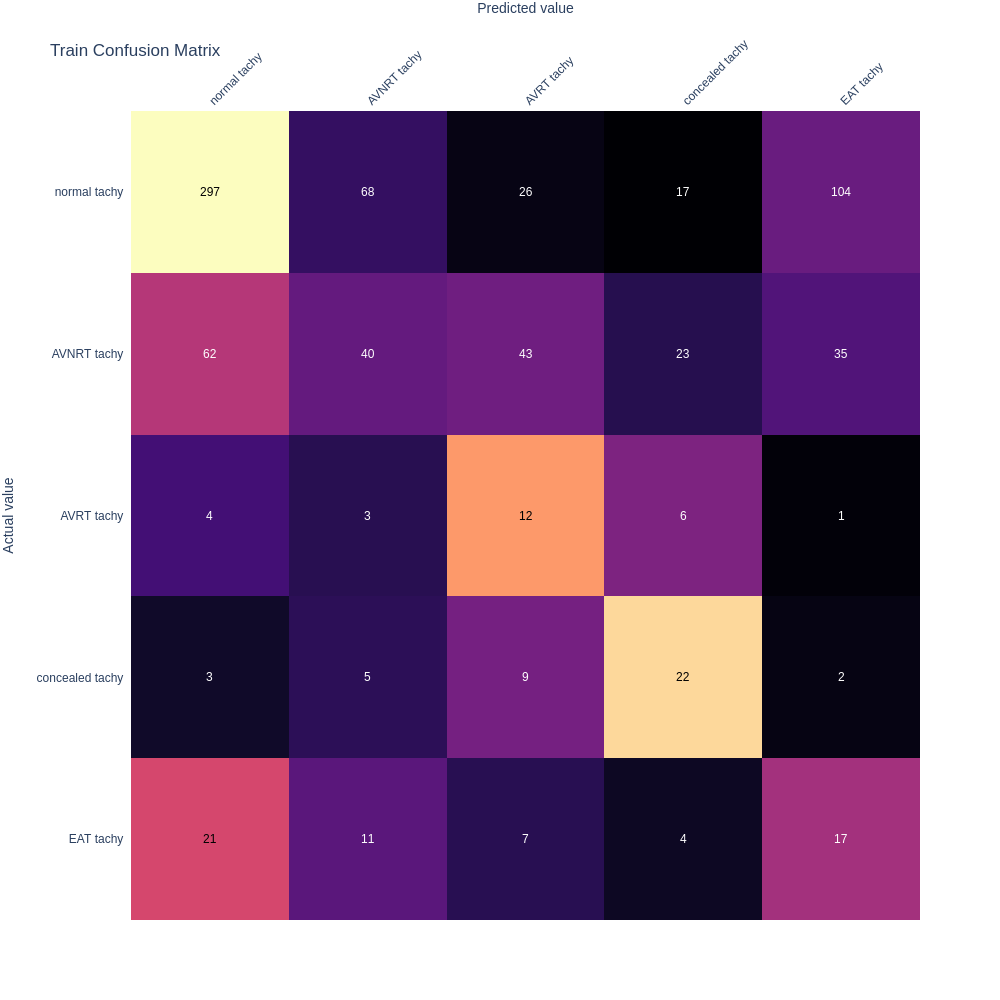 Predicted value
Train Confusion Matrix
normal tachy
AVNRT tachy
AVRT tachy
concealed tachy
EAT tachy
normal tachy 297 68 26 17 104
AVNRT tachy 62 40 43 23 35
AVRT tachy 4 3 12 6 1
concealed tachy 3 5 9 22 2
EAT tachy 21 11 7 4 17
Actual value